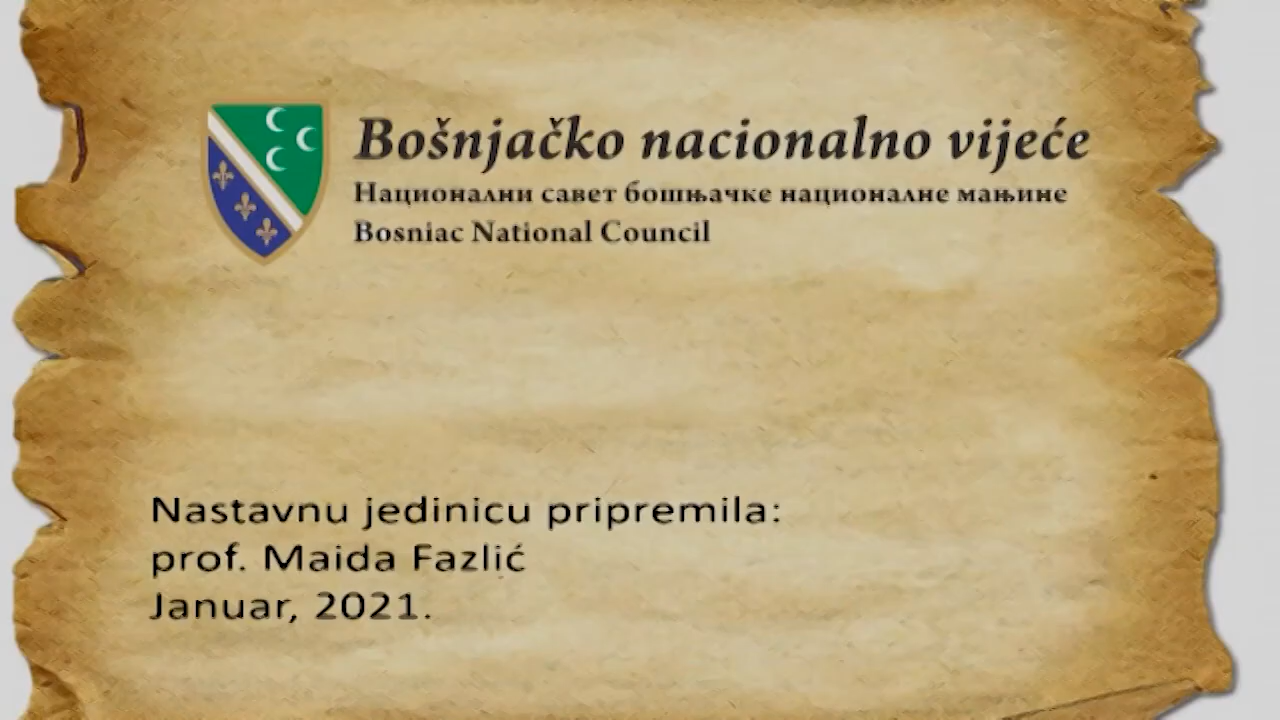 Bošnjačko nacionalno vijeće
Национални савет бошњачке националне мањине
Bosniac National Council
Nastavnu jedinicu pripremila:
prof. Maida Fazlić
Januar, 2021.